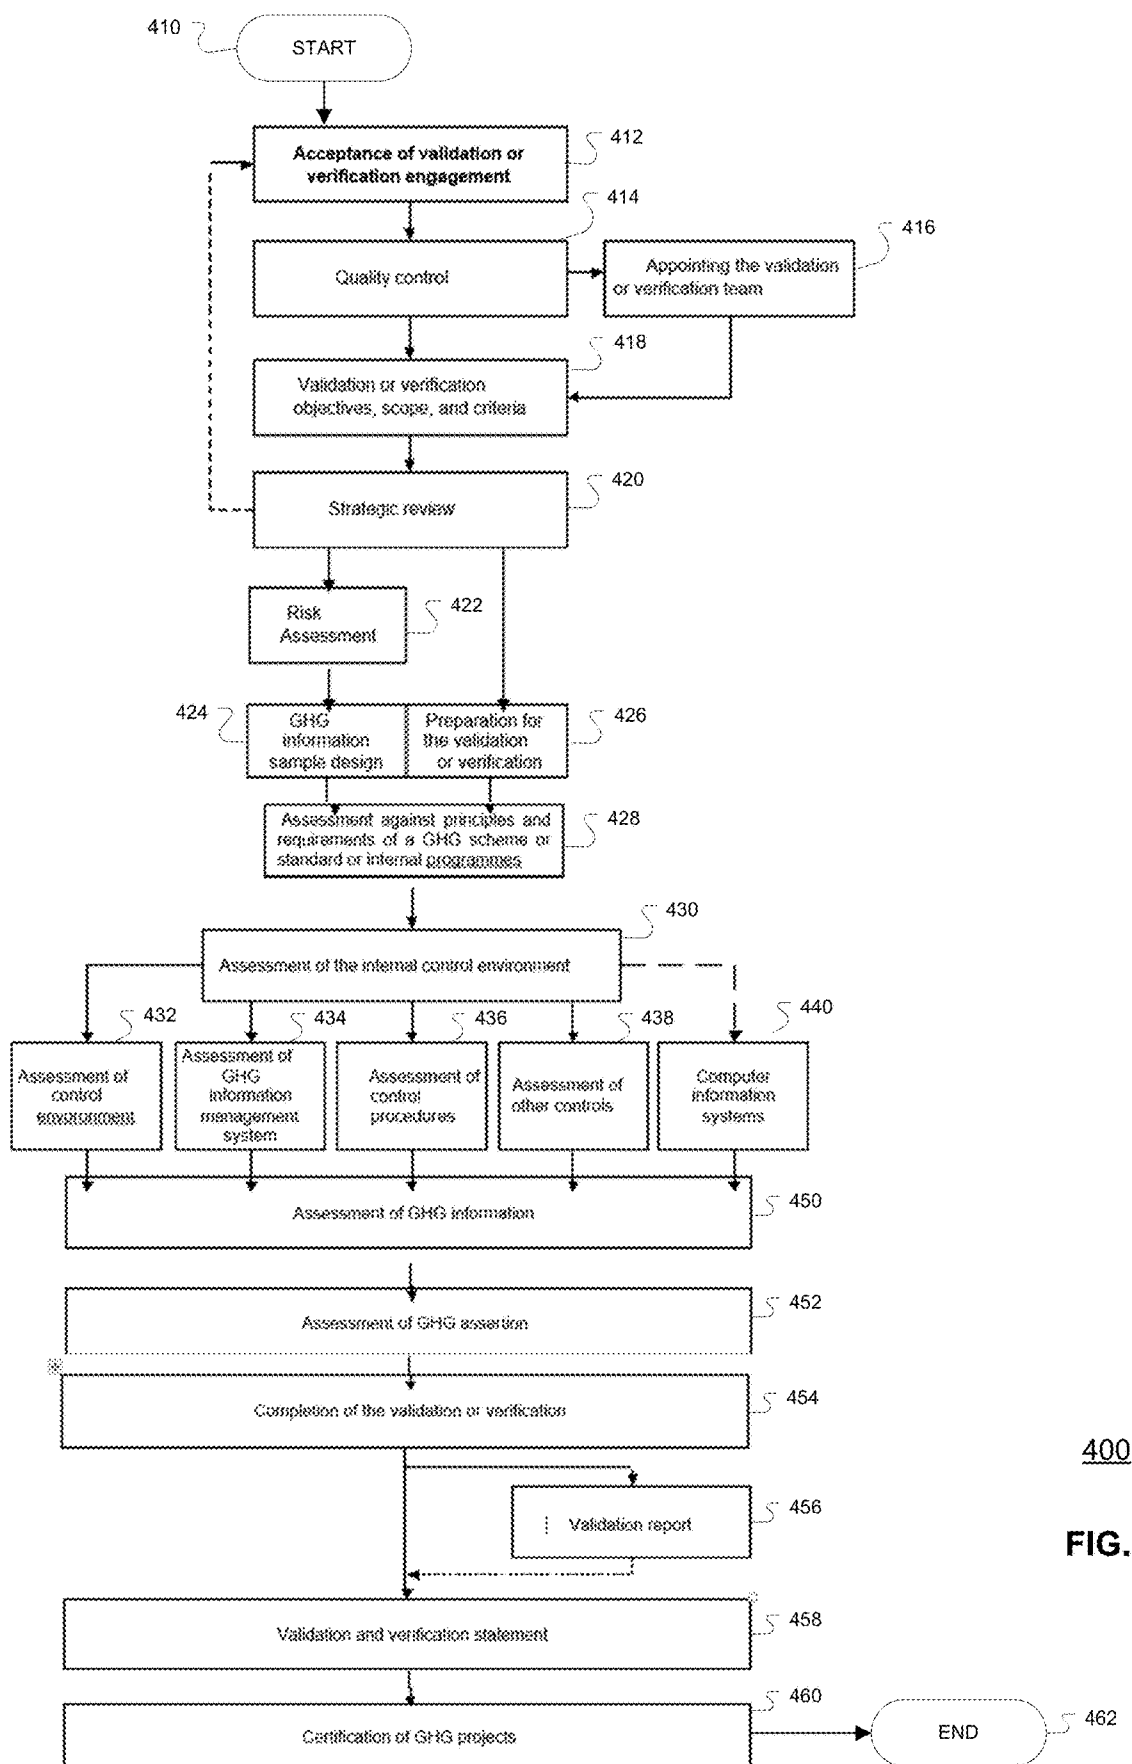 410
START
412
Acceptance of validation or
verification engagement
414
416
Quality control
Appointing the validation
or verification team
418
Validation or verification
objectives, scope, and criteria
420
Strategic review
422
Risk
Assessment
424
GHG
information
sample design
Preparation for
the validation
or verification
426
Assessment against principles and
requirements of a GHG scheme or
standard or internal programmes
428
430
Assessment of the internal control environment
432
434
436
438
440
Assessment of
control
environment
Assessment of
GHG
information
management
system
Assessment of
control
procedures
Assessment of
other controls
Computer
information
systems
450
Assessment of GHG information
452
Assessment of GHG assertion
454
Completion of the validation or verification
400
456
Validation report
FIG.
458
Validation and verification statement
460
Certification of GHG projects
END
462